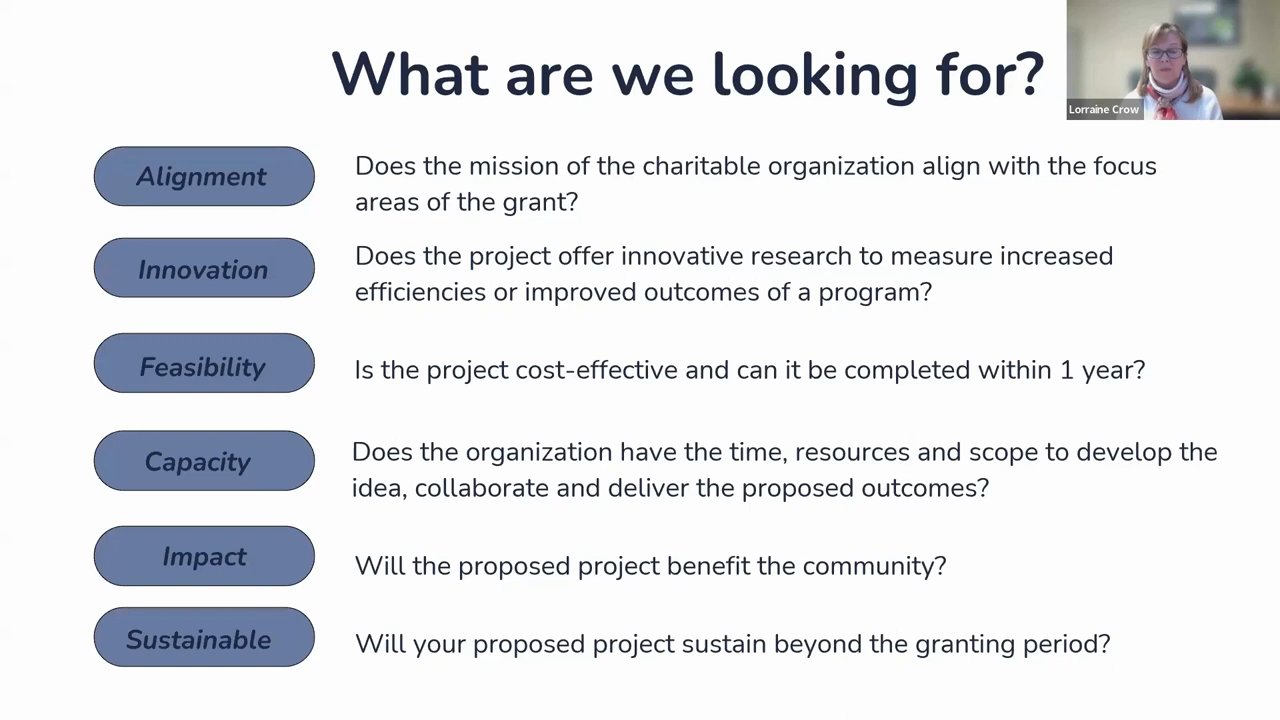 What are we looking for?
Lorraine Crow
Alignment
Does the mission of the charitable organization align with the focus
areas of the grant?
Innovation
Does the project offer innovative research to measure increased
efficiencies or improved outcomes of a program?
Feasibility
Is the project cost-effective and can it be completed within 1 year?
Capacity
Does the organization have the time, resources and scope to develop the
idea, collaborate and deliver the proposed outcomes?
Impact
Will the proposed project benefit the community?
Sustainable
Will your proposed project sustain beyond the granting period?